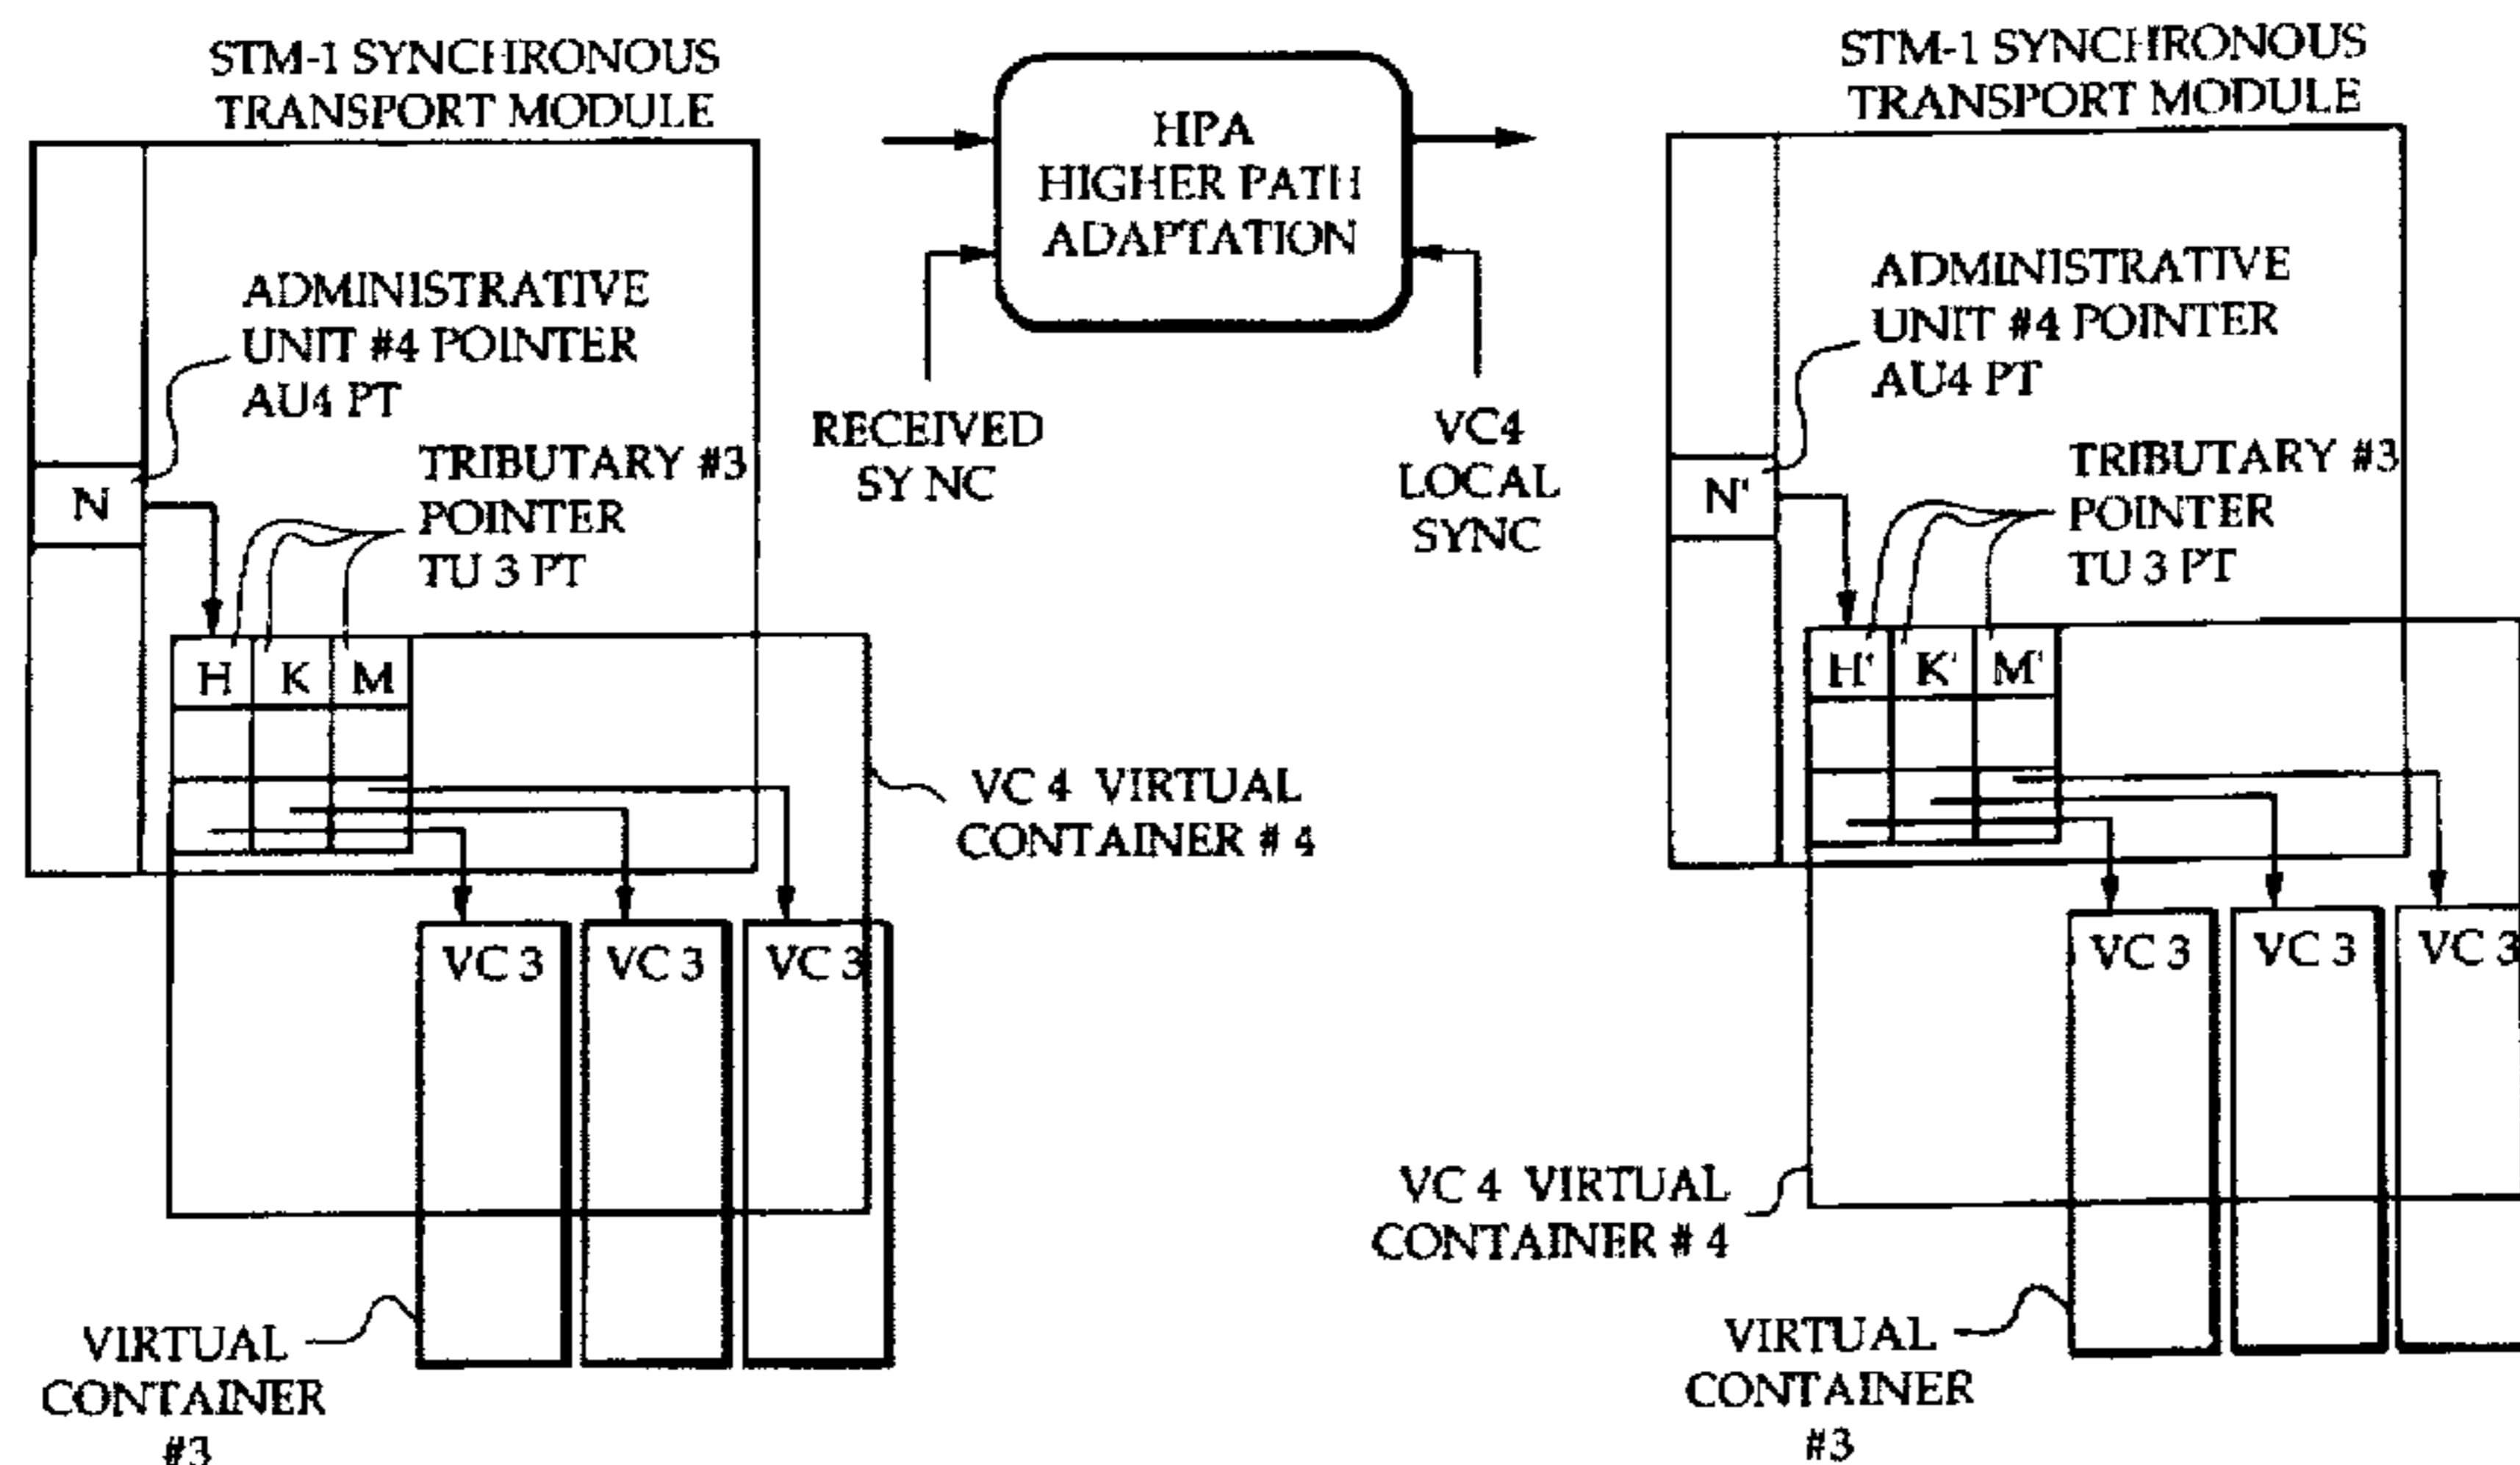 STM-1 SYNCHRONOUS
TRANSPORT MODULE
ADMINISTRATIVE
UNIT #4 POINTER
AU4 PT
N
TRIBUTARY #3
POINTER
TU 3 PT
H K M
VC 4 VIRTUAL
CONTAINER # 4
VC 3 VC 3 VC 3
VIRTUAL
CONTAINER
#3
HPA
HIGHER PATH
ADAPTATION
RECEIVED
SY NC
VC4
LOCAL
SYNC
STM-1 SYNCHRONOUS
TRANSPORT MODULE
ADMINISTRATIVE
UNIT #4 POINTER
AU4 PT
N'
TRIBUTARY #3
POINTER
TU 3 PT
H' K' M'
VC 3 VC 3 VC 3
VC 4 VIRTUAL
CONTAINER # 4
VIRTUAL
CONTAINER
#3